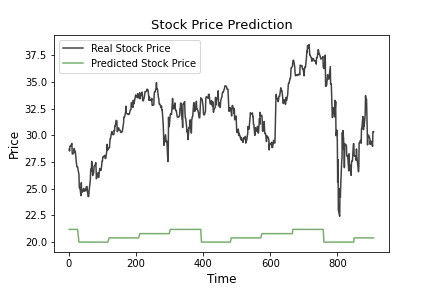 Stock Price Prediction
Real Stock Price
Predicted Stock Price
Price
37.5
35.0
32.5
30.0
27.5
25.0
22.5
20.0
0 200 400 600 800
Time